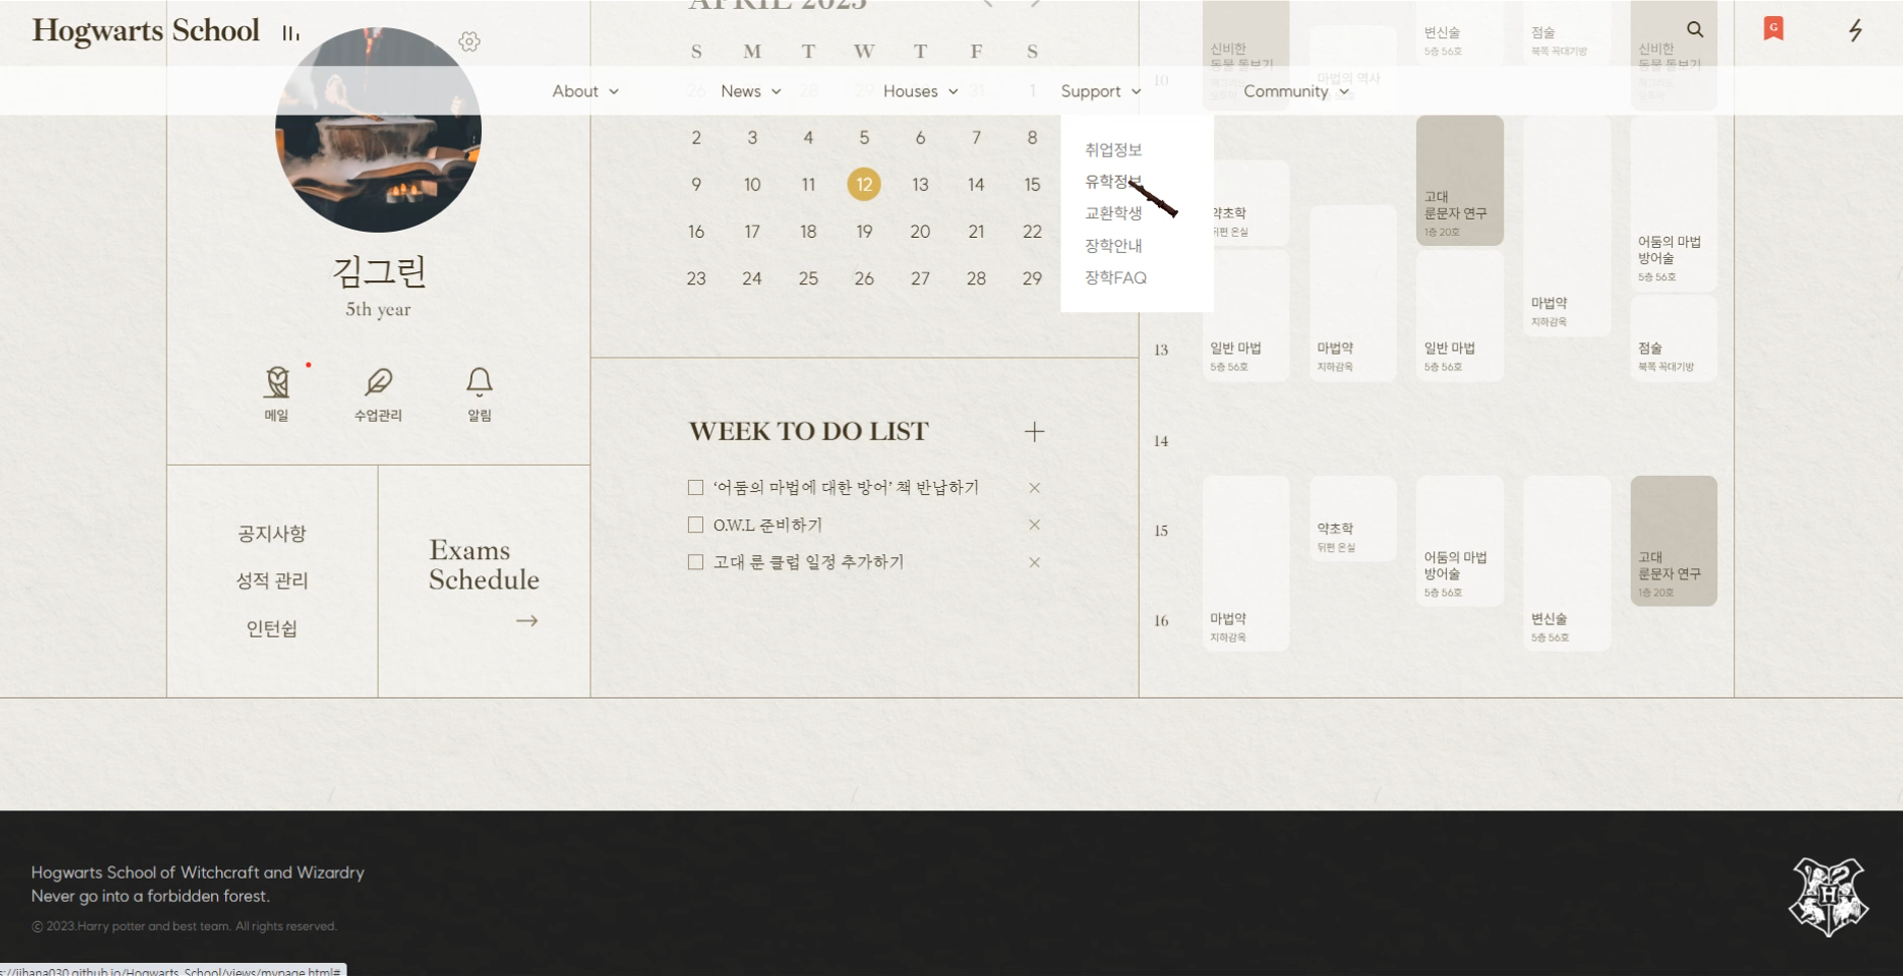 Hogwarts School
APRIL 2023
S M T W T F S
About
News
Houses
Support
Community
26 28 29 31 1
2 3 4 5 6 7 8
9 10 11 12 13 14 15
16 17 18 19 20 21 22
23 24 25 26 27 28 29
취업정보
유학정보
교환학생
장학안내
장학FAQ
김그린
5th year
메일
수업관리
알림
공지사항
성적 관리
인턴쉽
Exams
Schedule
WEEK TO DO LIST
'어둠의 마법에 대한 방어' 책 반납하기
O.W.L 준비하기
고대 룬 클럽 일정 추가하기
10
13
14
15
16
신비한
동물 돌보기
마법의 역사
변신술
5층 56호
점술
북쪽 꼭대기방
신비한
동물 돌보기
약초학
뒤편 온실
고대
룬문자 연구
1층 20호
마법약
지하감옥
어둠의 마법
방어술
5층 56호
일반 마법
5층 56호
마법약
지하감옥
일반 마법
5층 56호
점술
북쪽 꼭대기방
마법약
지하감옥
약초학
뒤편 온실
어둠의 마법
방어술
5층 56호
변신술
5층 56호
고대
룬문자 연구
1층 20호
G
Hogwarts School of Witchcraft and Wizardry
Never go into a forbidden forest.
© 2023.Harry potter and best team. All rights reserved.
H
s://jihana030.github.io/Hogwarts_School/views/mypage.html#